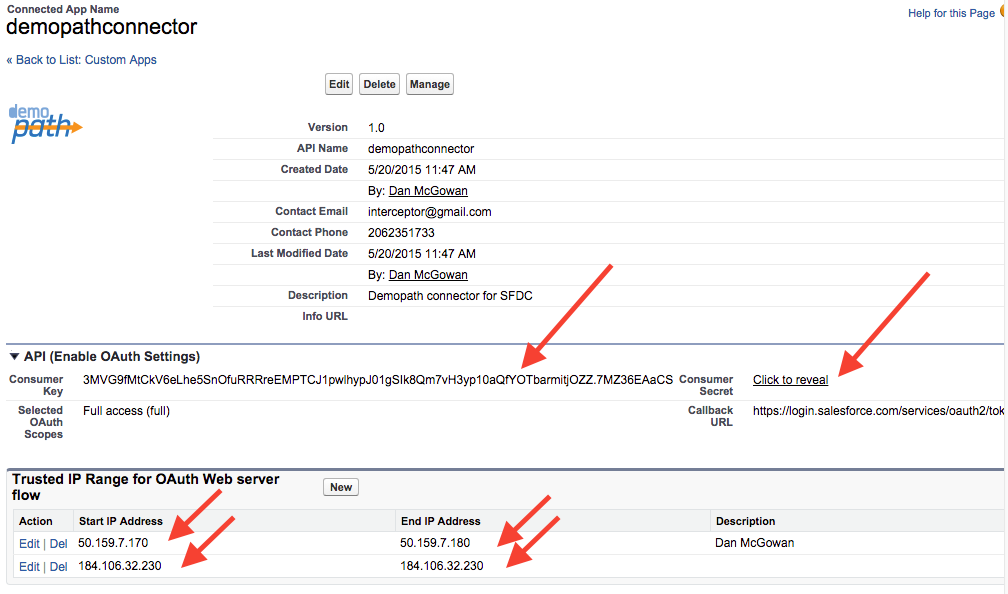 Connected App Name
demopathconnector
Help for this Page
« Back to List: Custom Apps
Edit Delete Manage
demo
path
Version 1.0
API Name demopathconnector
Created Date 5/20/2015 11:47 AM
By: Dan McGowan
Contact Email interceptor@gmail.com
Contact Phone 2062351733
Last Modified Date 5/20/2015 11:47 AM
By: Dan McGowan
Description Demopath connector for SFDC
Info URL
▼ API (Enable OAuth Settings)
Consumer Key 3MVG9fMtCkV6eLhe5SnOfuRRRreEMPTCJ1pwlhypJ01gSIk8Qm7vH3yp10aQfYOTbarmitjOZZ.7MZ36EAaCS Consumer Secret Click to reveal
Selected OAuth Scopes Full access (full) Callback URL https://login.salesforce.com/services/oauth2/tok
Trusted IP Range for OAuth Web server
flow
New
Action Start IP Address End IP Address Description
Edit | Del 50.159.7.170 50.159.7.180 Dan McGowan
Edit | Del 184.106.32.230 184.106.32.230